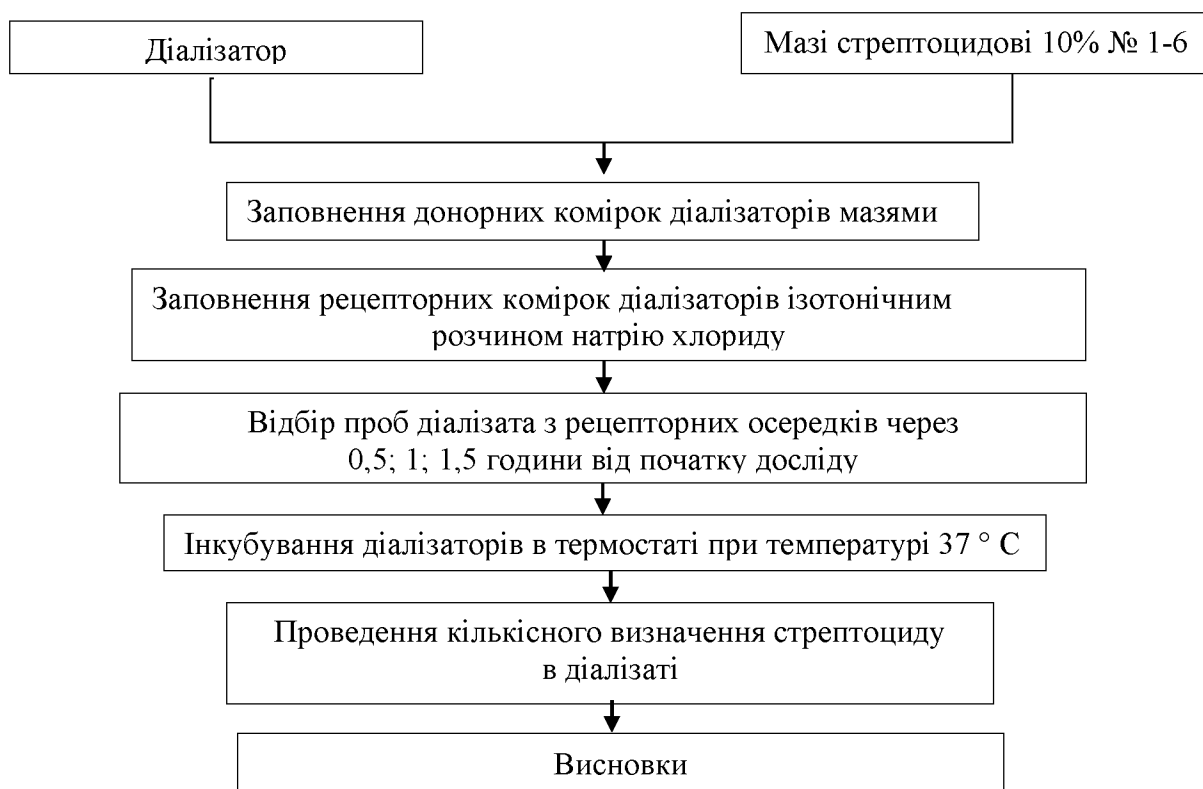 Діалізатор
Мазі стрептоцидові 10% № 1-6
Заповнення донорних комірок діалізаторів мазями
Заповнення рецепторних комірок діалізаторів ізотонічним
розчином натрію хлориду
Відбір проб діалізата з рецепторних осередків через
0,5; 1; 1,5 години від початку досліду
Інкубування діалізаторів в термостаті при температурі 37 ° С
Проведення кількісного визначення стрептоциду
в діалізаті
Висновки